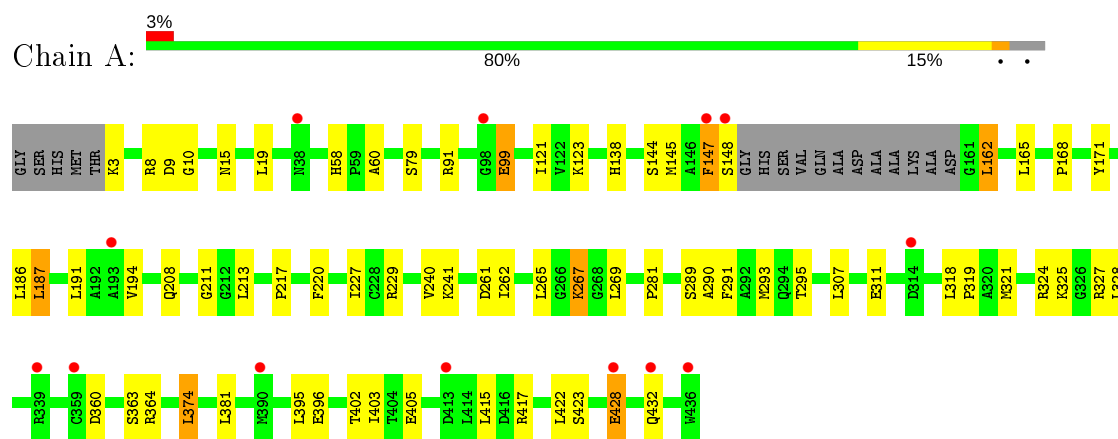 3%
Chain A:
80% 15% • •
GLY SER HIS MET THR K3 R8 D9 G10 N15 L19 N38 H58 P59 A60 S79 R91 G98 E99 I121 V122 K123 H138 S144 M145 A146 F147 S148 GLY HIS SER VAL GLN ALA ASP ALA ALA LYS ALA ASP G161 L162 L165 P168 Y171
L186 L187 L191 A192 A193 V194 Q208 G211 G212 L213 P217 F220 I227 C228 R229 V240 K241 D261 I262 L265 G266 K267 G268 L269 P281 S289 A290 F291 A292 M293 Q294 T295 L307 E311 D314 L318 P319 A320 M321 R324 K325 G326 R327 L328
R339 C359 D360 S363 R364 L374 L381 M390 L395 E396 T402 I403 T404 E405 D413 L414 L415 D416 R417 L422 S423 E428 Q432 W436